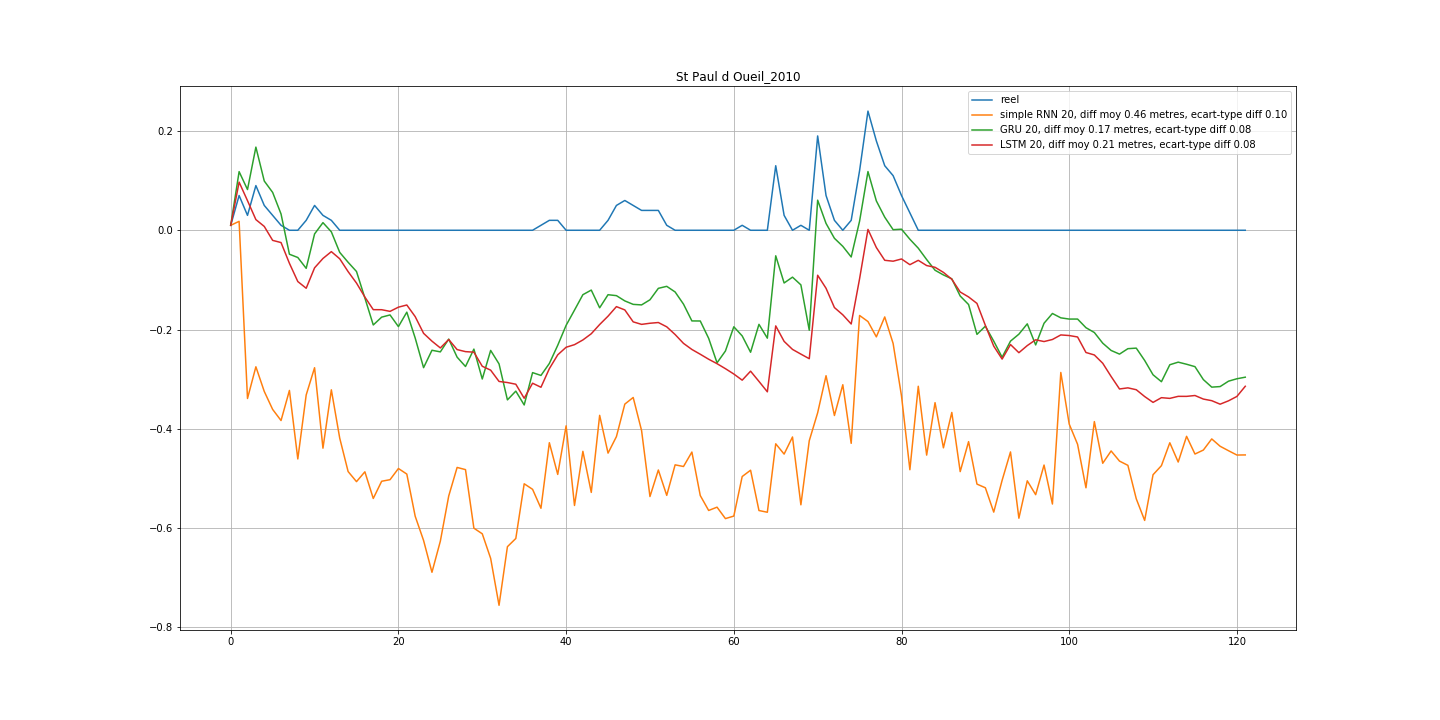 St Paul d Oueil_2010
reel
simple RNN 20, diff moy 0.46 metres, ecart-type diff 0.10
GRU 20, diff moy 0.17 metres, ecart-type diff 0.08
LSTM 20, diff moy 0.21 metres, ecart-type diff 0.08
0.2
0.0
−0.2
−0.4
−0.6
−0.8
0 20 40 60 80 100 120